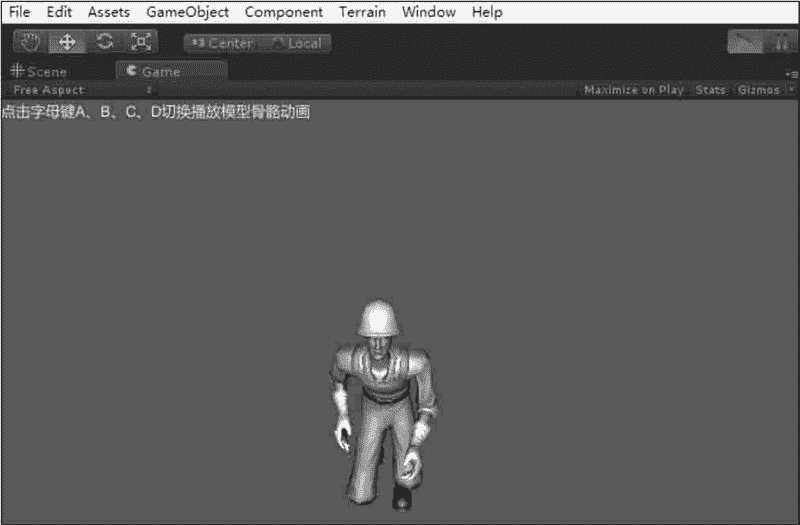 File Edit Assets GameObject Component Terrain Window Help
Center Local
Scene Game
Free Aspect Maximize on Play Stats Gizmos
点击字母键A、B、C、D切换播放模型骨骼动画